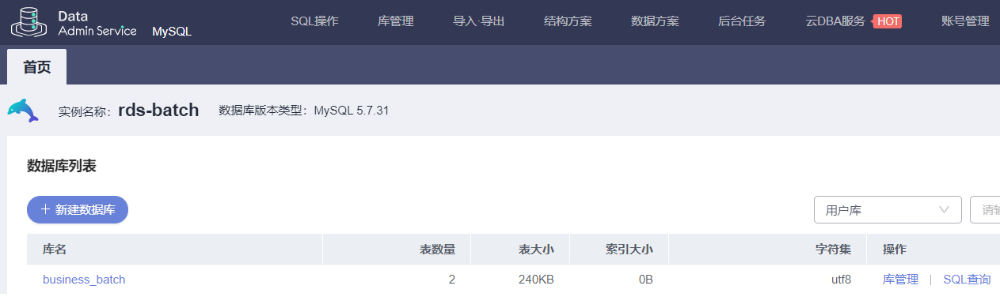 Data
Admin Service MySQL
SQL操作 库管理 导入·导出 结构方案 数据方案 后台任务 云DBA服务 HOT 账号管理
首页
实例名称： rds-batch 数据库版本类型： MySQL 5.7.31
数据库列表
+ 新建数据库 用户库 请输
库名 表数量 表大小 索引大小 字符集 操作
business_batch 2 240KB 0B utf8 库管理 | SQL查询